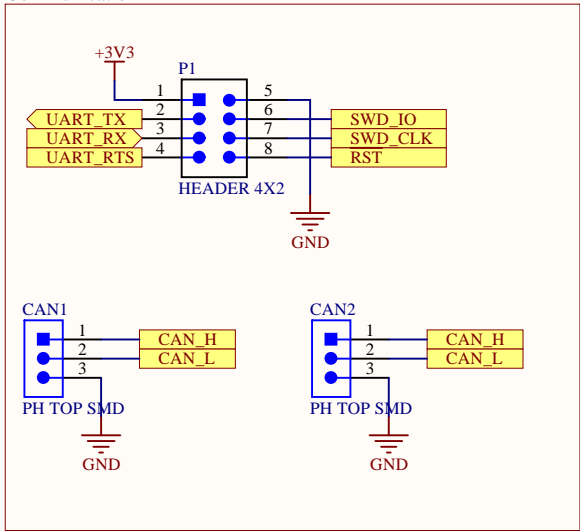 +3V3
P1
1 5
UART_TX 2 6 SWD_IO
UART_RX 3 7 SWD_CLK
UART_RTS 4 8 RST
HEADER 4X2
GND
CAN1 CAN2
1 CAN_H 1 CAN_H
2 CAN_L 2 CAN_L
3 3
PH TOP SMD PH TOP SMD
GND GND